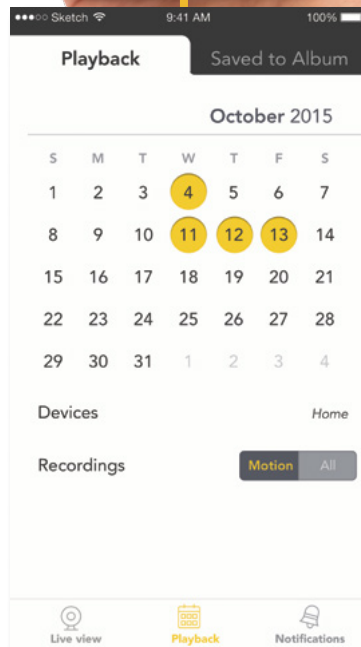 Sketch 9:41 AM 100%
Playback Saved to Album
October 2015
S M T W T F S
1 2 3 4 5 6 7
8 9 10 11 12 13 14
15 16 17 18 19 20 21
22 23 24 25 26 27 28
29 30 31 1 2 3 4
Devices Home
Recordings Motion All
Live view Playback Notifications